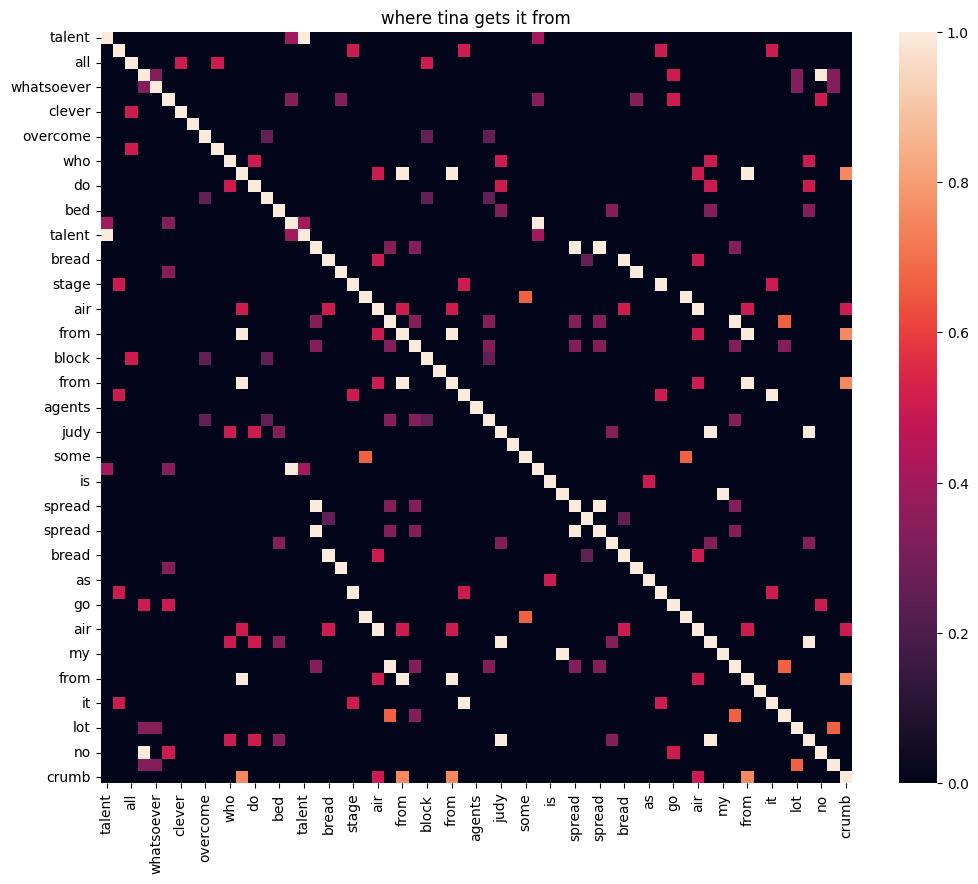 where tina gets it from
talent
all
whatsoever
clever
overcome
who
do
bed
talent
bread
stage
air
from
block
from
agents
judy
some
is
spread
spread
bread
as
go
air
my
from
it
lot
no
crumb
talent
all
whatsoever
clever
overcome
who
do
bed
talent
bread
stage
air
from
block
from
agents
judy
some
is
spread
spread
bread
as
go
air
my
from
it
lot
no
crumb
1.0
0.8
0.6
0.4
0.2
0.0